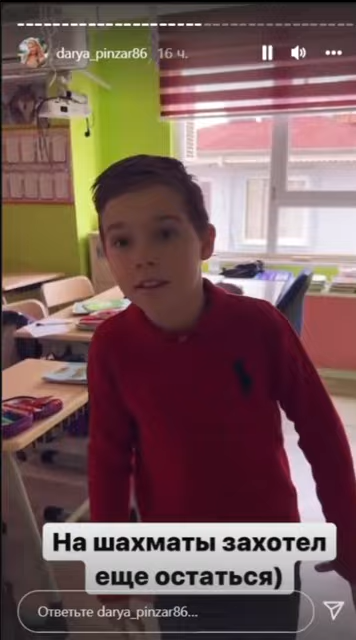 darya_pinzar86 16 ч.
На шахматы захотел
еще остаться)
Ответьте darya_pinzar86...